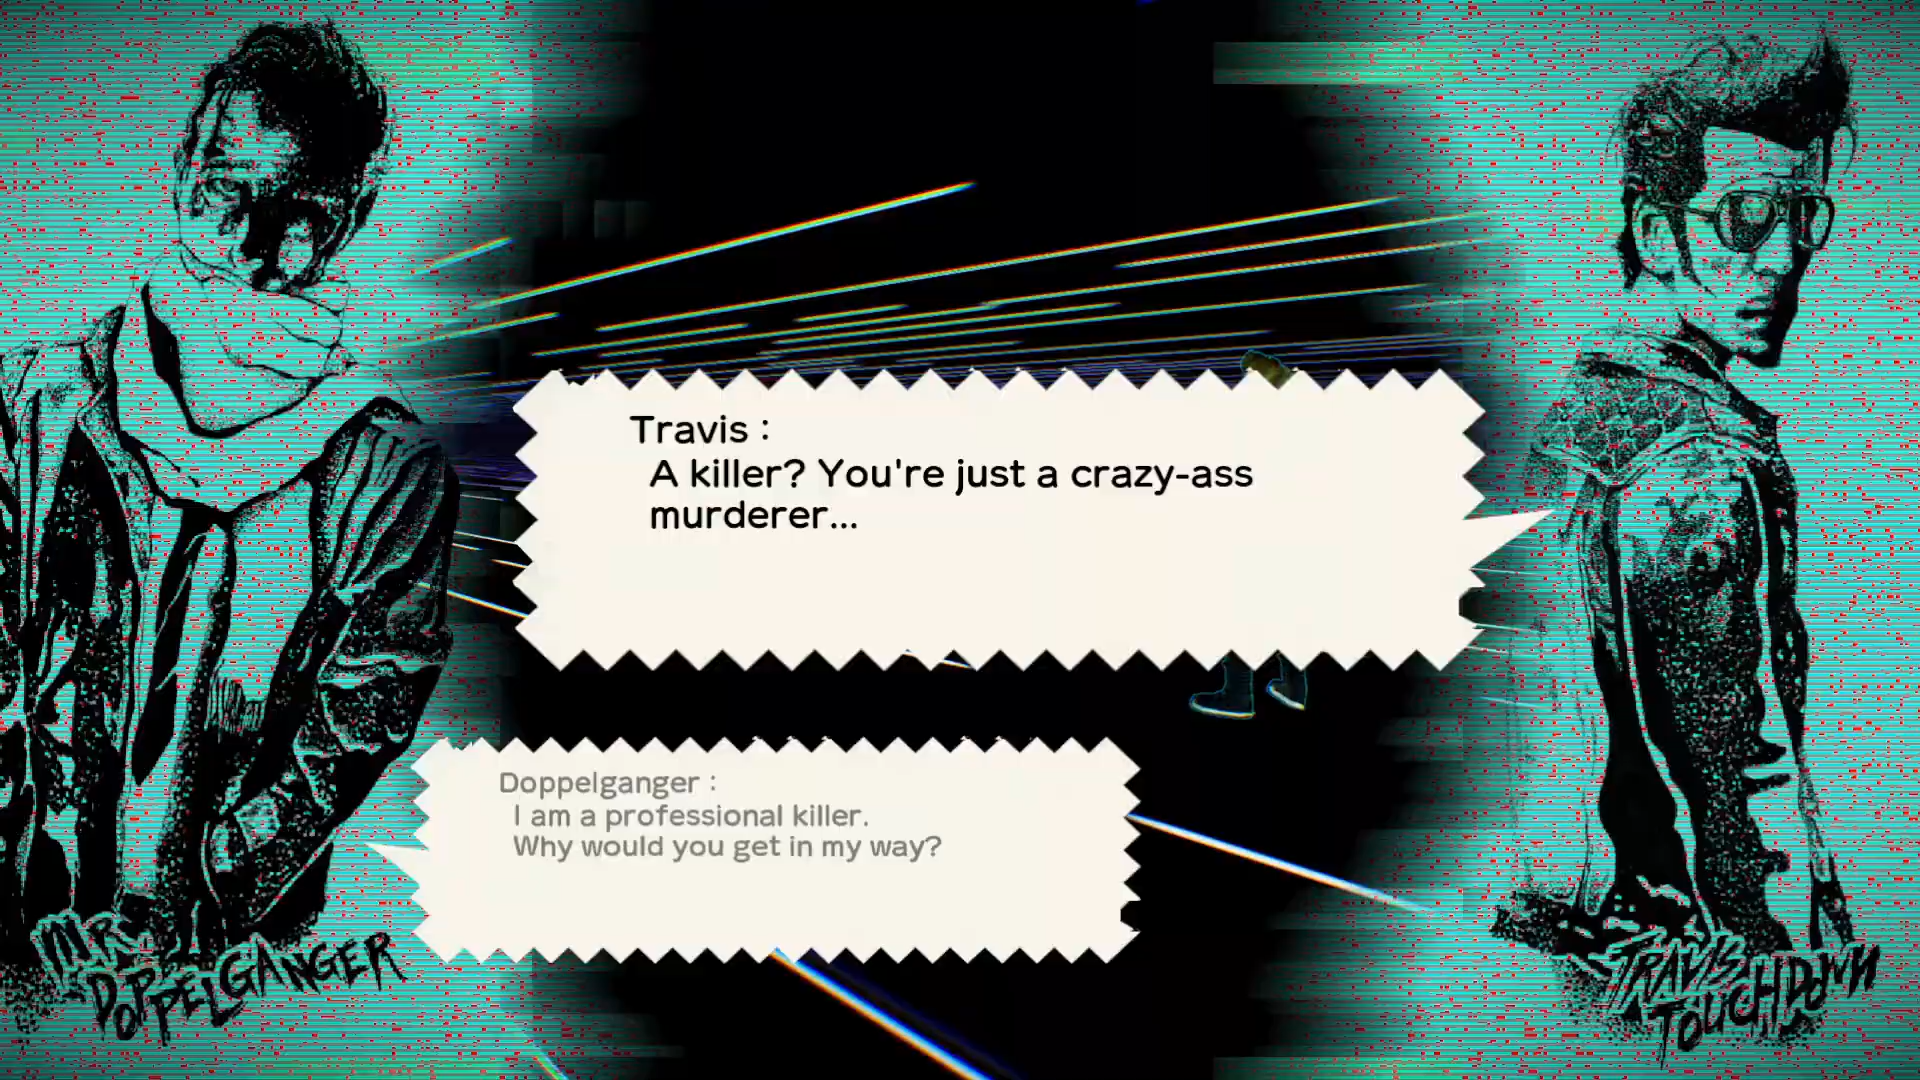 Travis :
A killer? You're just a crazy-ass
murderer...
Doppelganger :
I am a professional killer.
Why would you get in my way?
MR.
DOPPELGANGER
TRAVIS
TOUCHDOWN